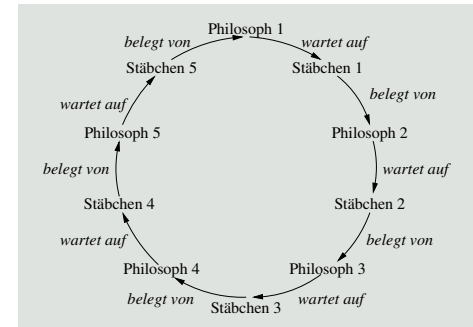 Philosoph 1
wartet auf
Stäbchen 1
belegt von
Philosoph 2
wartet auf
Stäbchen 2
belegt von
Philosoph 3
wartet auf
Stäbchen 3
belegt von
Philosoph 4
wartet auf
Stäbchen 4
belegt von
Philosoph 5
wartet auf
Stäbchen 5
belegt von